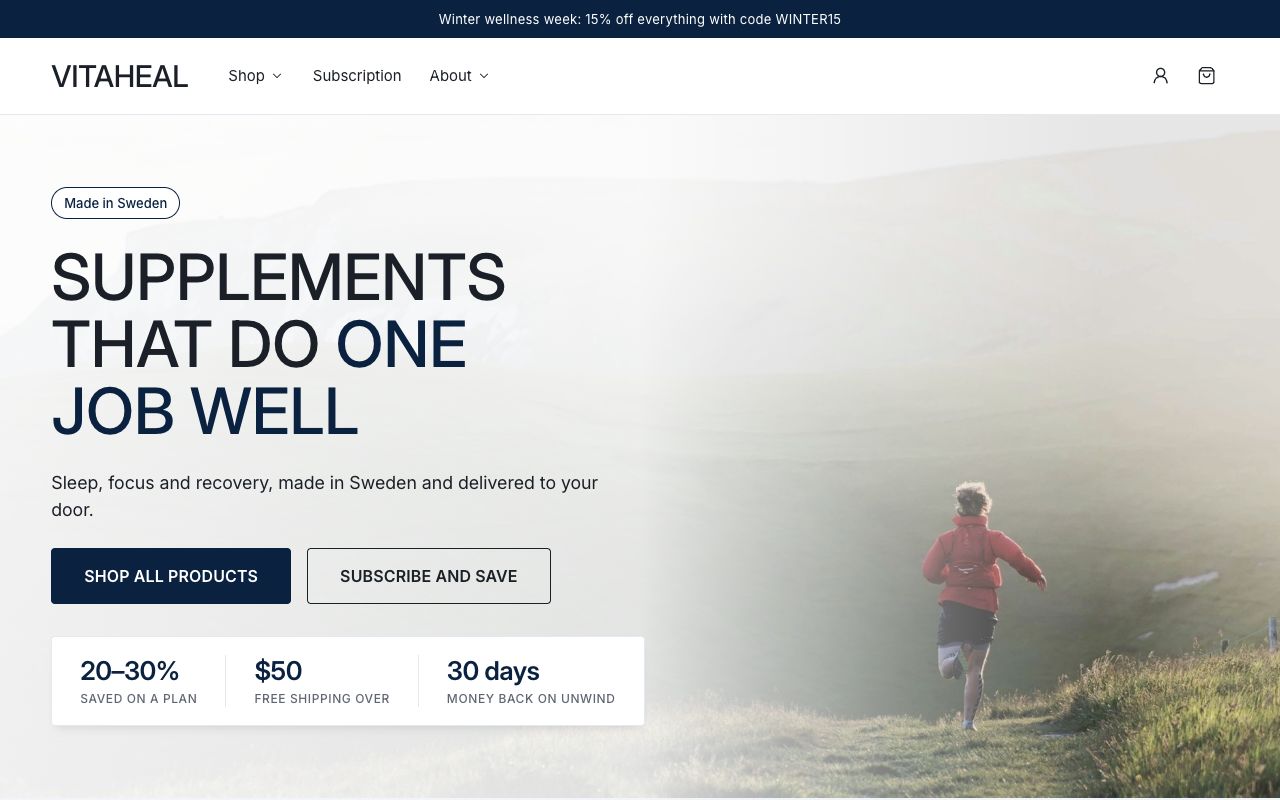 Winter wellness week: 15% off everything with code WINTER15
VITAHEAL
Shop
Subscription
About
Made in Sweden
SUPPLEMENTS
THAT DO ONE
JOB WELL
Sleep, focus and recovery, made in Sweden and delivered to your
door.
SHOP ALL PRODUCTS
SUBSCRIBE AND SAVE
20–30%
SAVED ON A PLAN
$50
FREE SHIPPING OVER
30 days
MONEY BACK ON UNWIND